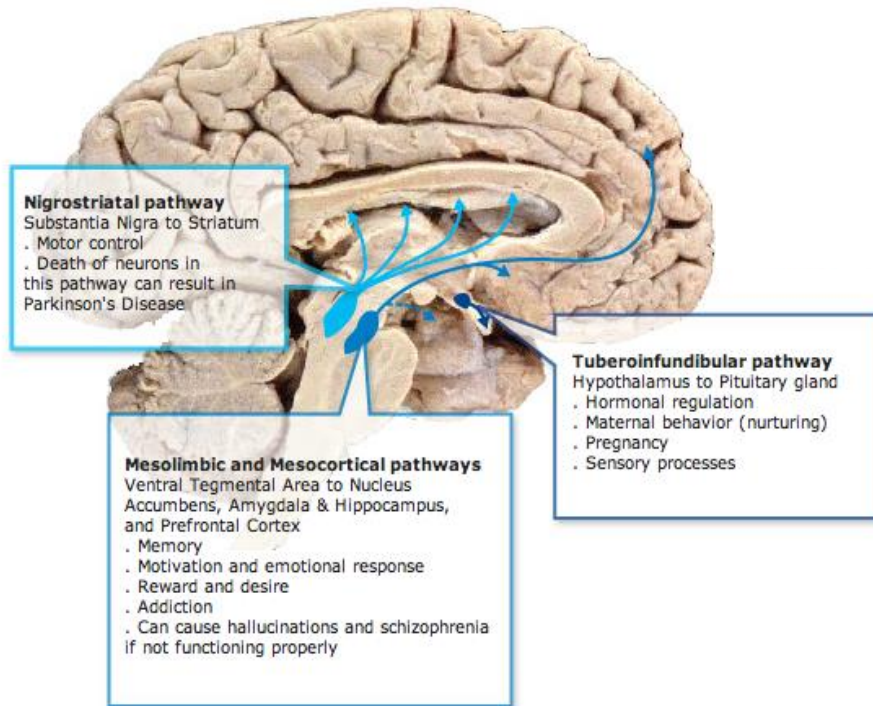 Nigrostriatal pathway
Substantia Nigra to Striatum
. Motor control
. Death of neurons in
this pathway can result in
Parkinson's Disease
Tuberoinfundibular pathway
Hypothalamus to Pituitary gland
. Hormonal regulation
. Maternal behavior (nurturing)
. Pregnancy
. Sensory processes
Mesolimbic and Mesocortical pathways
Ventral Tegmental Area to Nucleus
Accumbens, Amygdala & Hippocampus,
and Prefrontal Cortex
. Memory
. Motivation and emotional response
. Reward and desire
. Addiction
. Can cause hallucinations and schizophrenia
if not functioning properly